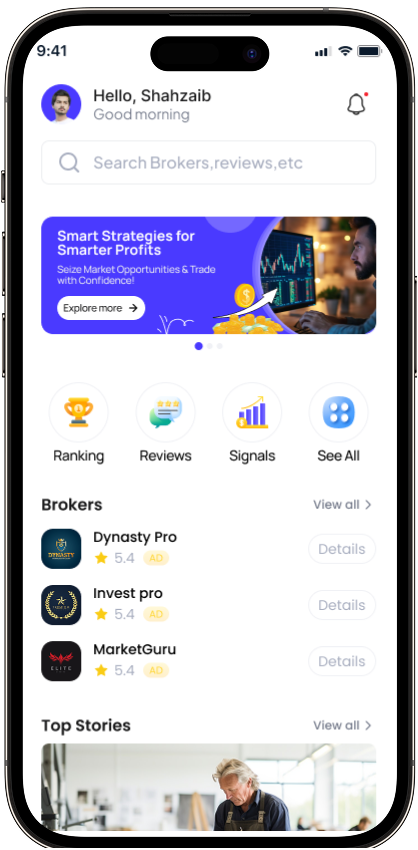 9:41
Hello, Shahzaib
Good morning
Search Brokers,reviews,etc
Smart Strategies for
Smarter Profits
Seize Market Opportunities & Trade
with Confidence!
Explore more
Ranking
Reviews
Signals
See All
Brokers
View all
DYNASTY
Dynasty Pro
5.4
AD
Details
Invest pro
5.4
AD
Details
ELITE
MarketGuru
5.4
AD
Details
Top Stories
View all